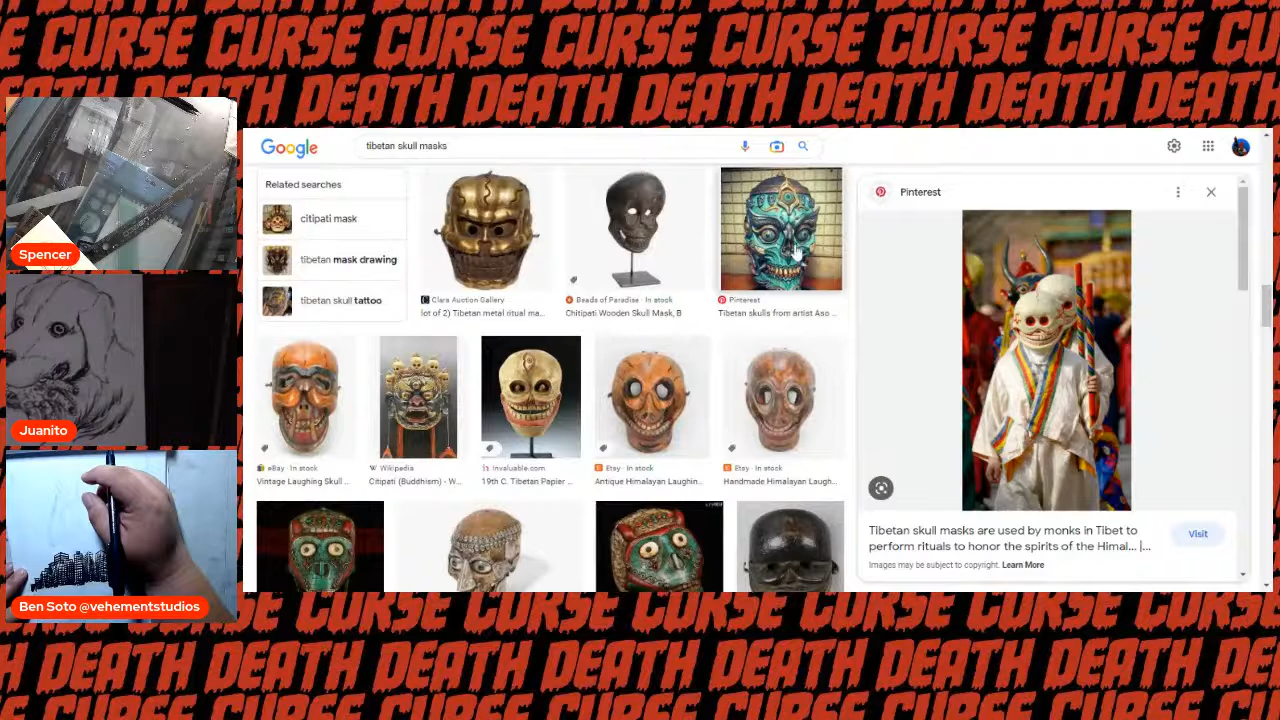 CURSE CURSE CURSE CURSE CURSE CURSE
DEATH DEATH DEATH DEATH DEATH DEATH
Spencer
Juanito
Ben Soto @vehementstudios
Google
tibetan skull masks
Related searches
citipati mask
tibetan mask drawing
tibetan skull tattoo
Clara Auction Gallery
lot of 2) Tibetan metal ritual ma...
Beads of Paradise · In stock
Chitipati Wooden Skull Mask, B
Pinterest
Tibetan skulls from artist Aso ...
eBay · In stock
Vintage Laughing Skull ...
Wikipedia
Citipati (Buddhism) - W...
Invaluable.com
19th C. Tibetan Papier ...
Etsy · In stock
Antique Himalayan Laughin...
Etsy · In stock
Handmade Himalayan Laugh...
Pinterest
Tibetan skull masks are used by monks in Tibet to
perform rituals to honor the spirits of the Himal... |...
Visit
Images may be subject to copyright. Learn More
CURSE CURSE CURSE CURSE CURSE CURSE
DEATH DEATH DEATH DEATH DEATH DEATH
CURSE CURSE CURSE CURSE CURSE CURSE